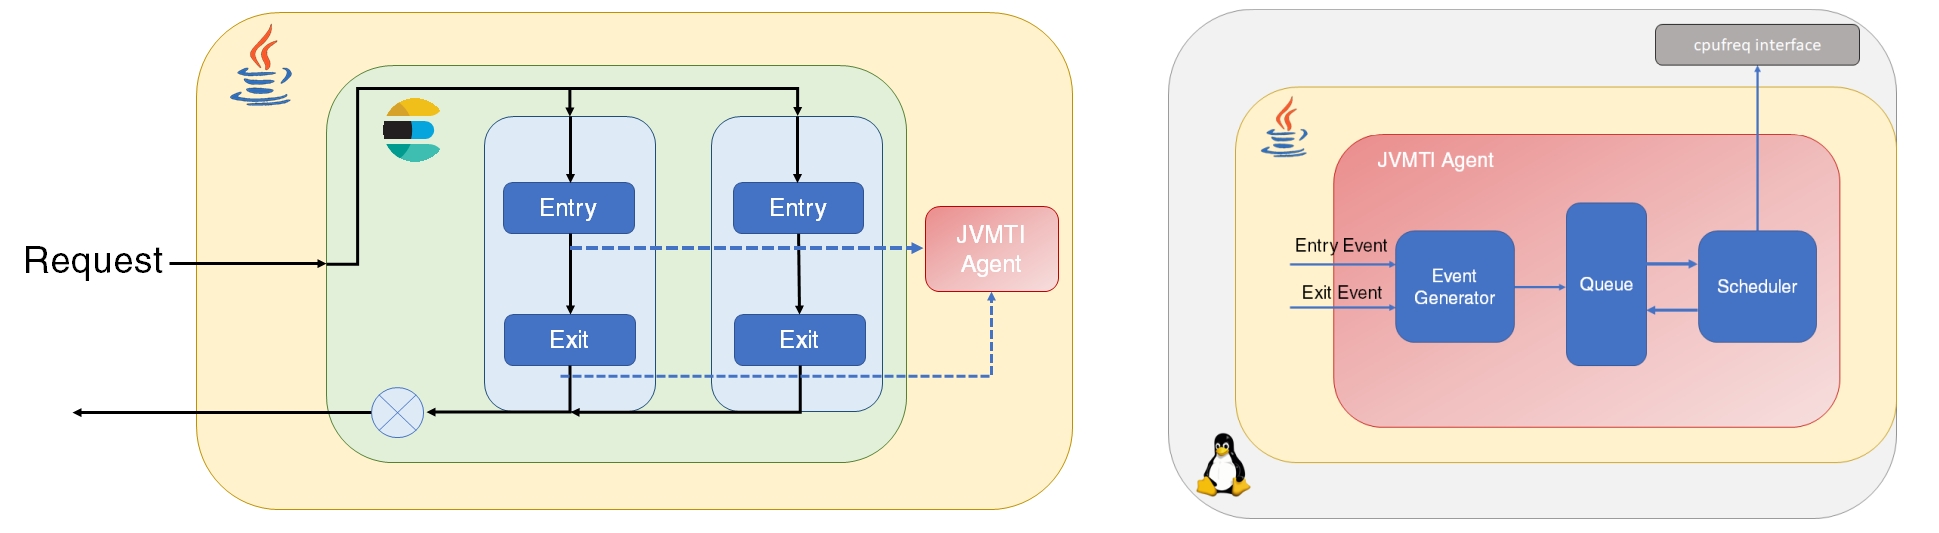 Request
Entry
Entry
JVMTI
Agent
Exit
Exit
cpufreq interface
JVMTI Agent
Entry Event
Exit Event
Event
Generator
Queue
Scheduler